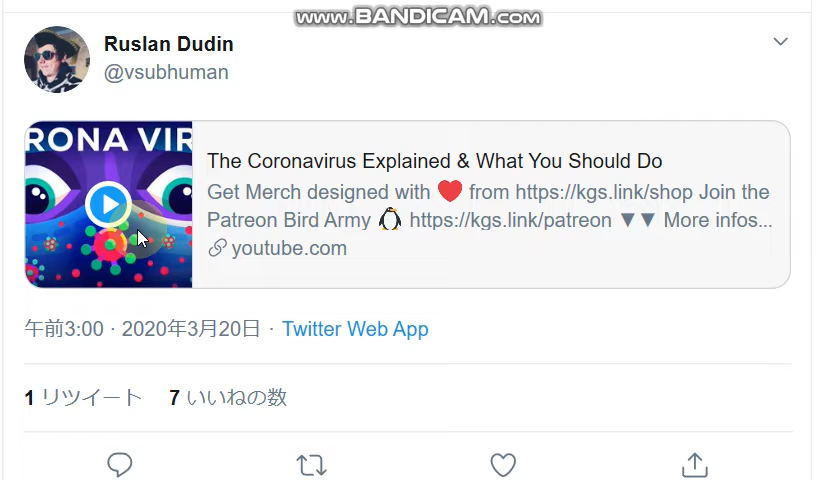 www.BANDICAM.com
Ruslan Dudin
@vsubhuman
RONA VIR
The Coronavirus Explained & What You Should Do
Get Merch designed with ❤️ from https://kgs.link/shop Join the
Patreon Bird Army 🐧 https://kgs.link/patreon ▼▼ More infos...
youtube.com
午前3:00 · 2020年3月20日 · Twitter Web App
1 リツイート 7 いいねの数